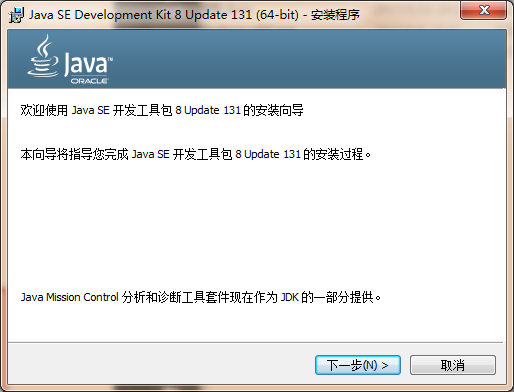 Java SE Development Kit 8 Update 131 (64-bit) - 安装程序
Java™
ORACLE
欢迎使用 Java SE 开发工具包 8 Update 131 的安装向导
本向导将指导您完成 Java SE 开发工具包 8 Update 131 的安装过程。
Java Mission Control 分析和诊断工具套件现在作为 JDK 的一部分提供。
下一步(N) >
取消